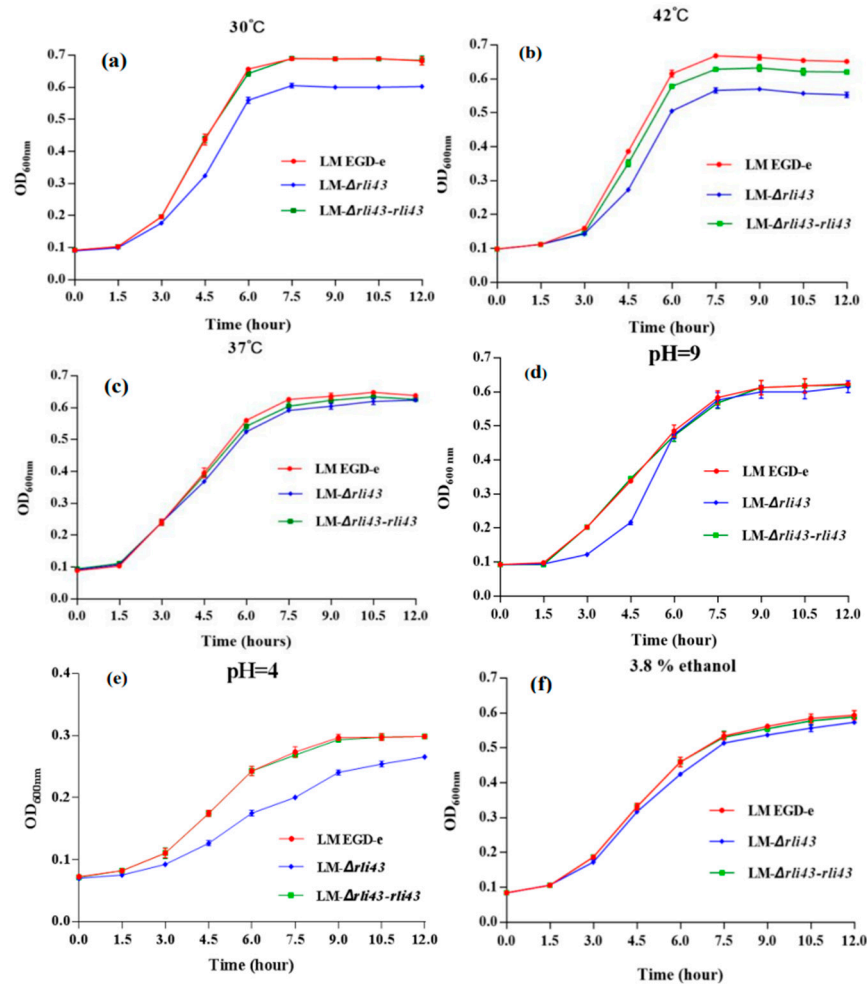 30℃
(a)
0.7
0.6
0.5
0.4
0.3
0.2
0.1
0.0
OD600nm
LM EGD-e
LM-Δrli43
LM-Δrli43-rli43
0.0 1.5 3.0 4.5 6.0 7.5 9.0 10.5 12.0
Time (hour)
42℃
(b)
0.7
0.6
0.5
0.4
0.3
0.2
0.1
0.0
OD600nm
LM EGD-e
LM-Δrli43
LM-Δrli43-rli43
0.0 1.5 3.0 4.5 6.0 7.5 9.0 10.5 12.0
Time (hour)
37℃
(c)
0.7
0.6
0.5
0.4
0.3
0.2
0.1
0.0
OD600nm
LM EGD-e
LM-Δrli43
LM-Δrli43-rli43
0.0 1.5 3.0 4.5 6.0 7.5 9.0 10.5 12.0
Time (hours)
pH=9
(d)
0.7
0.6
0.5
0.4
0.3
0.2
0.1
0.0
OD600 nm
LM EGD-e
LM-Δrli43
LM-Δrli43-rli43
0.0 1.5 3.0 4.5 6.0 7.5 9.0 10.5 12.0
Time (hour)
pH=4
(e)
0.4
0.3
0.2
0.1
0.0
OD600nm
LM EGD-e
LM-Δrli43
LM-Δrli43-rli43
0.0 1.5 3.0 4.5 6.0 7.5 9.0 10.5 12.0
Time (hour)
3.8 % ethanol
(f)
0.7
0.6
0.5
0.4
0.3
0.2
0.1
0.0
OD600nm
LM EGD-e
LM-Δrli43
LM-Δrli43-rli43
0.0 1.5 3.0 4.5 6.0 7.5 9.0 10.5 12.0
Time (hour)